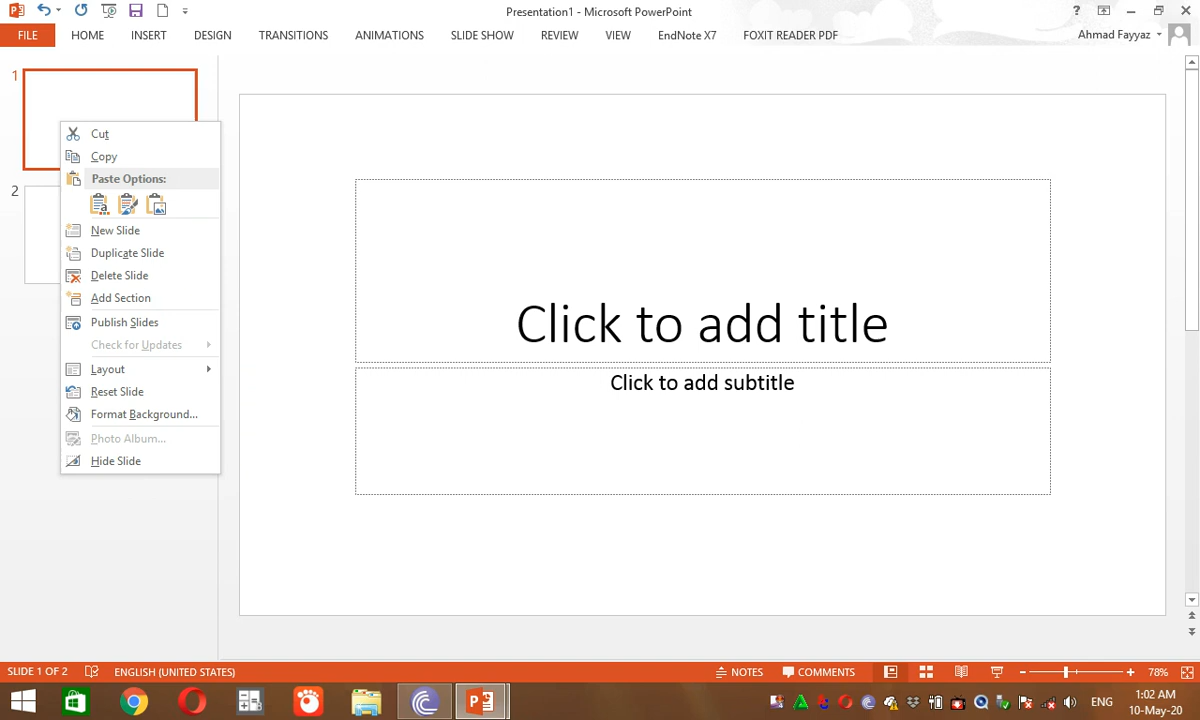 Presentation1 - Microsoft PowerPoint
?
FILE HOME INSERT DESIGN TRANSITIONS ANIMATIONS SLIDE SHOW REVIEW VIEW EndNote X7 FOXIT READER PDF Ahmad Fayyaz
1
2
Cut
Copy
Paste Options:
New Slide
Duplicate Slide
Delete Slide
Add Section
Publish Slides
Check for Updates
Layout
Reset Slide
Format Background...
Photo Album...
Hide Slide
Click to add title
Click to add subtitle
SLIDE 1 OF 2 ENGLISH (UNITED STATES) NOTES COMMENTS 78%
ENG
1:02 AM
10-May-20